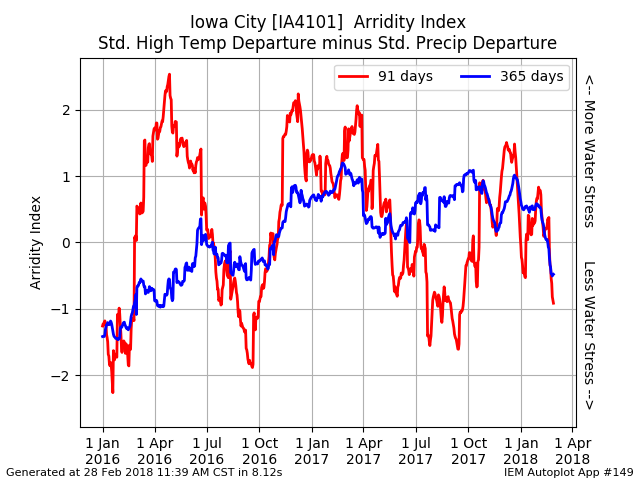 Iowa City [IA4101]  Arridity Index
Std. High Temp Departure minus Std. Precip Departure
91 days
365 days
2
1
0
−1
−2
Arridity Index
<-- More Water Stress
Less Water Stress -->
1 Jan 2016
1 Apr 2016
1 Jul 2016
1 Oct 2016
1 Jan 2017
1 Apr 2017
1 Jul 2017
1 Oct 2017
1 Jan 2018
1 Apr 2018
Generated at 28 Feb 2018 11:39 AM CST in 8.12s
IEM Autoplot App #149